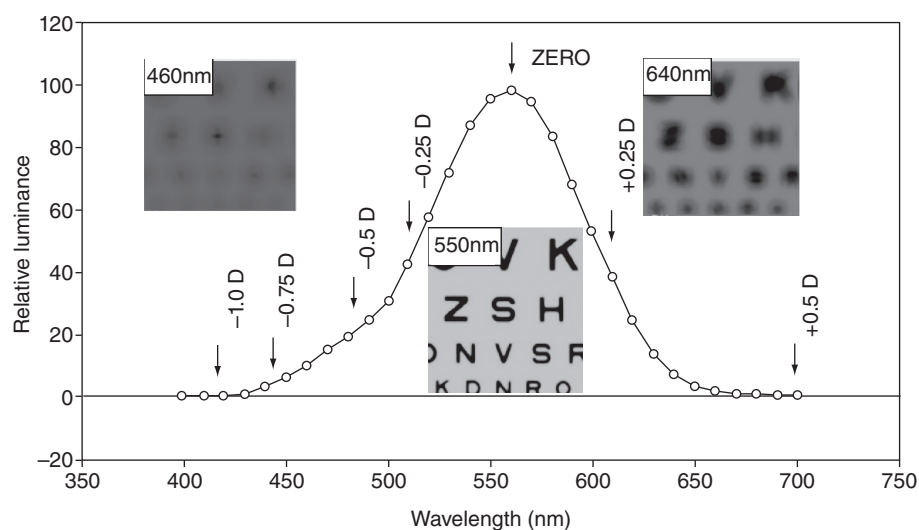 120
100
80
60
40
20
0
−20
Relative luminance
350
400
450
500
550
600
650
700
750
Wavelength (nm)
460nm
−1.0 D
−0.75 D
−0.5 D
−0.25 D
ZERO
+0.25 D
+0.5 D
640nm
550nm
V K
Z S H
D N V S R
K D N R O